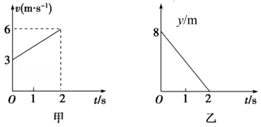 v(m·s⁻¹)
6
3
O 1 2 t/s
甲
y/m
8
O 1 2 t/s
乙